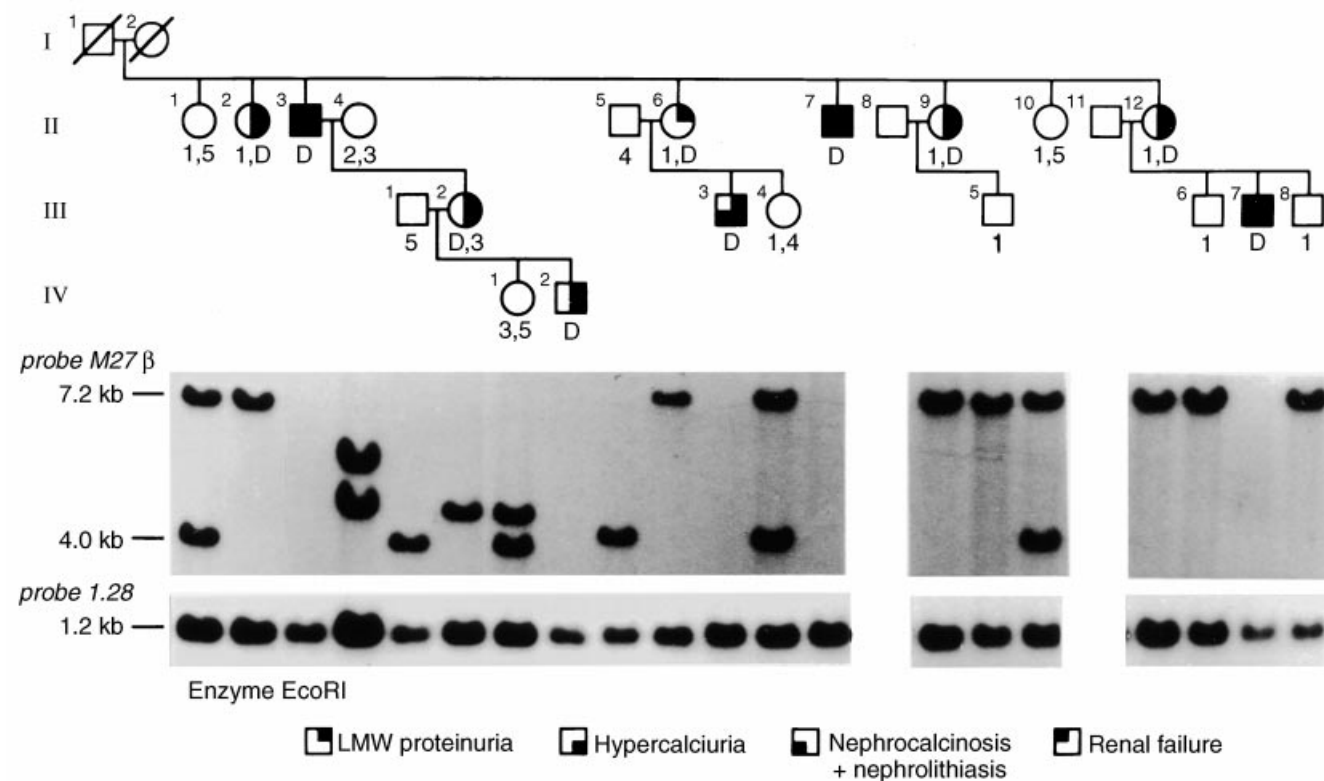 I 1 2
II 1 2 3 4 5 6 7 8 9 10 11 12
1,5 1,D D 2,3 4 1,D D 1,D 1,5 1,D
III 1 2 3 4 5 6 7 8
5 D,3 D 1,4 1 1 D 1
IV 1 2
3,5 D
probe M27 β
7.2 kb
4.0 kb
probe 1.28
1.2 kb
Enzyme EcoRI
LMW proteinuria Hypercalciuria Nephrocalcinosis Renal failure
+ nephrolithiasis